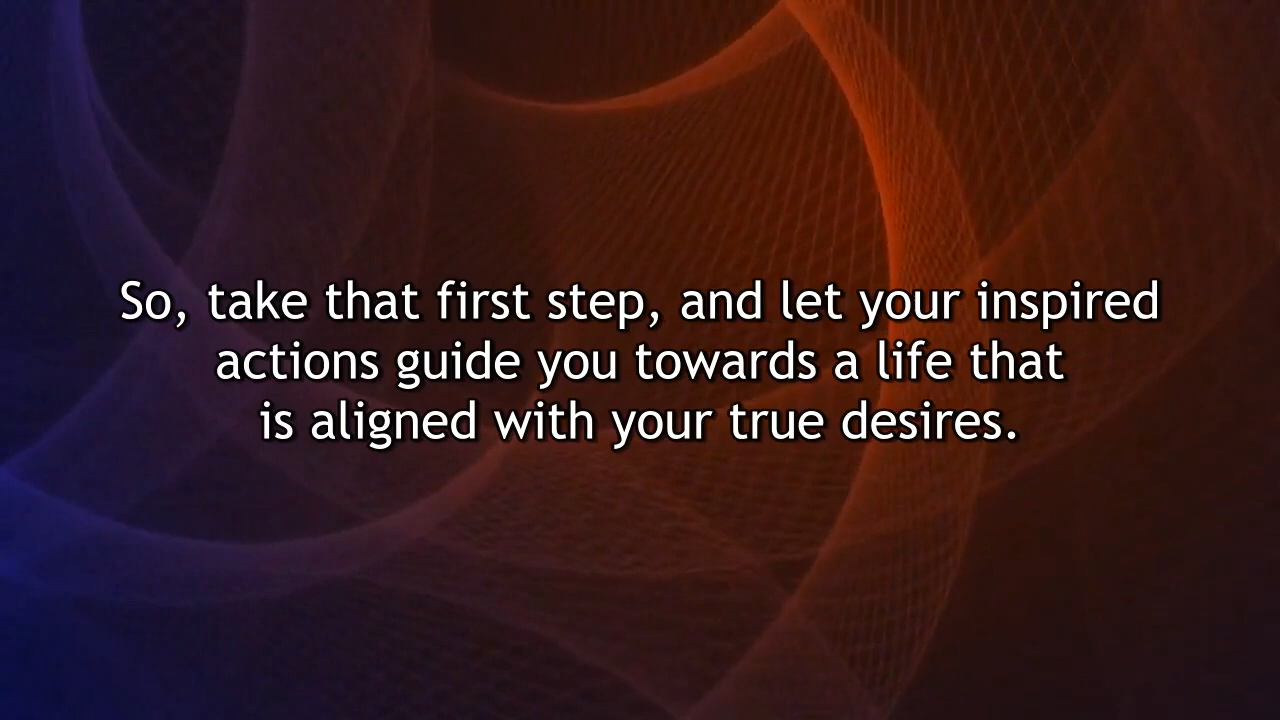 So, take that first step, and let your inspired
actions guide you towards a life that
is aligned with your true desires.